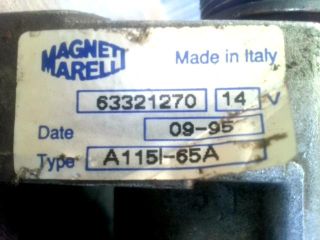 MAGNETI
MARELLI
Made in Italy
63321270 14 V
Date 09-95
Type A115I-65A